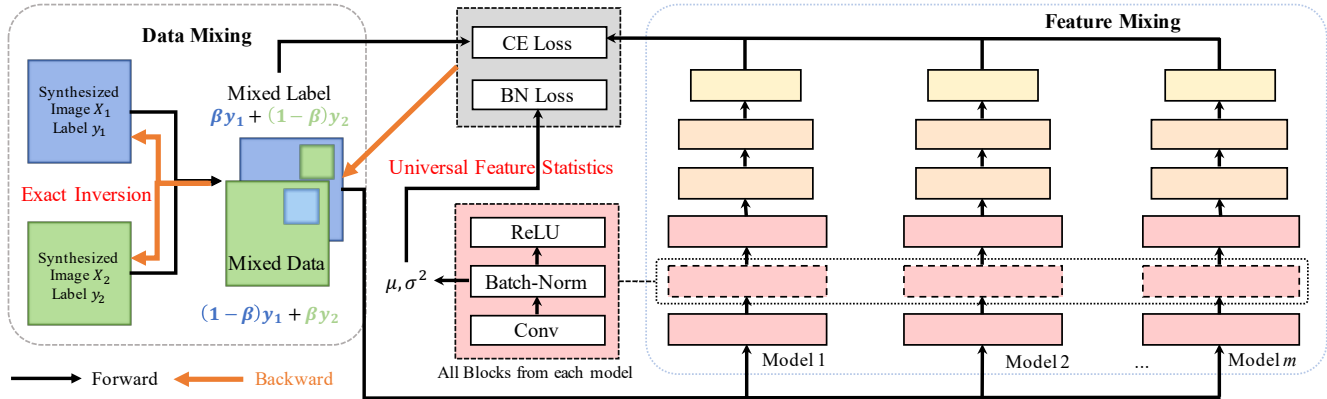 Data Mixing
Synthesized
Image X₁
Label y₁
Exact Inversion
Synthesized
Image X₂
Label y₂
Mixed Label
βy₁ + (1 − β)y₂
Mixed Data
(1 − β)y₁ + βy₂
Forward
Backward
CE Loss
BN Loss
Universal Feature Statistics
μ, σ²
ReLU
Batch-Norm
Conv
All Blocks from each model
Feature Mixing
Model 1
Model 2
...
Model m